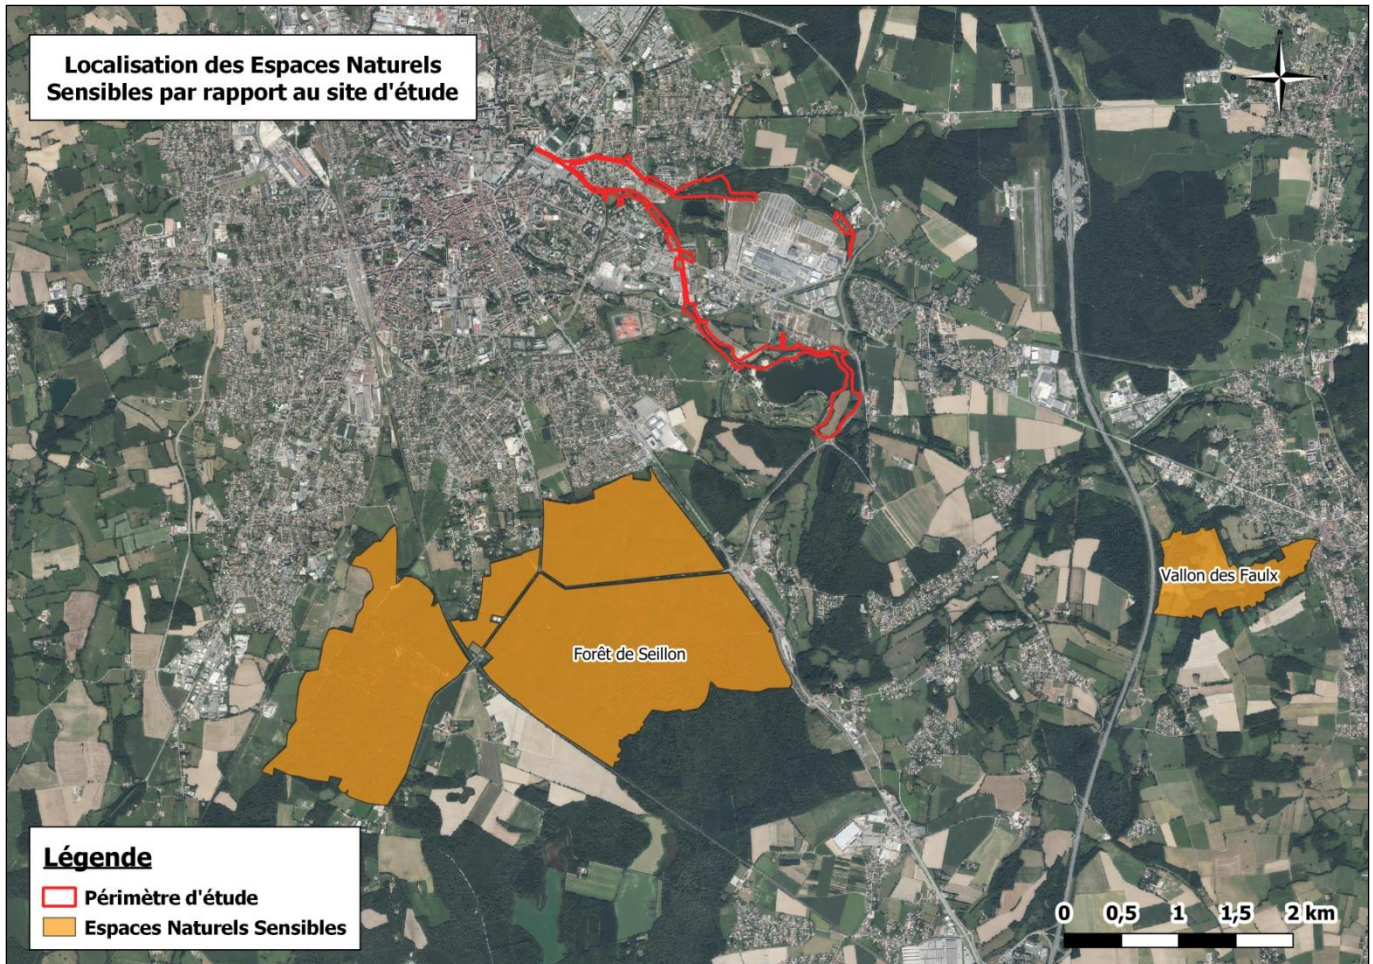 Localisation des Espaces Naturels
Sensibles par rapport au site d'étude
N
O
E
S
Vallon des Faulx
Forêt de Seillon
Légende
Périmètre d'étude
Espaces Naturels Sensibles
0 0,5 1 1,5 2 km